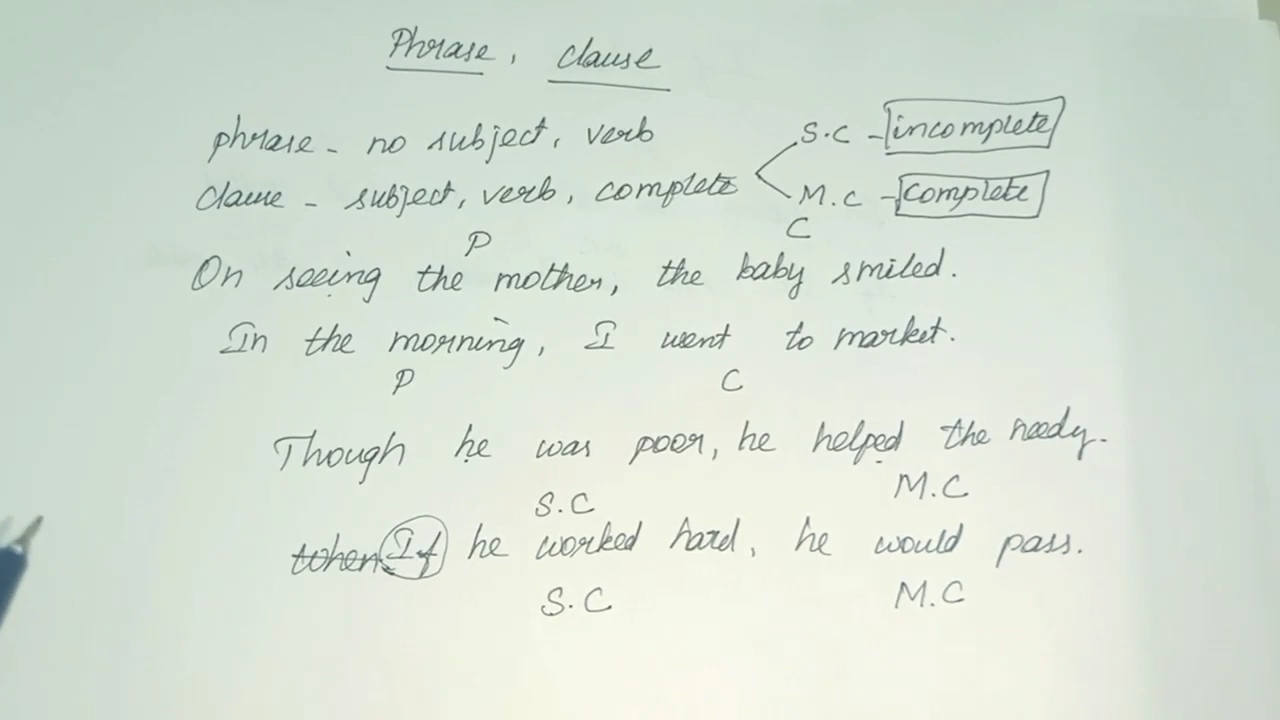 Phrase, Clause
phrase - no subject, verb
S.C - incomplete
Clause - subject, verb, complete
M.C - complete
P C
On seeing the mother, the baby smiled.
In the morning, I went to market.
P C
Though he was poor, he helped the needy.
S.C M.C
When If he worked hard, he would pass.
S.C M.C